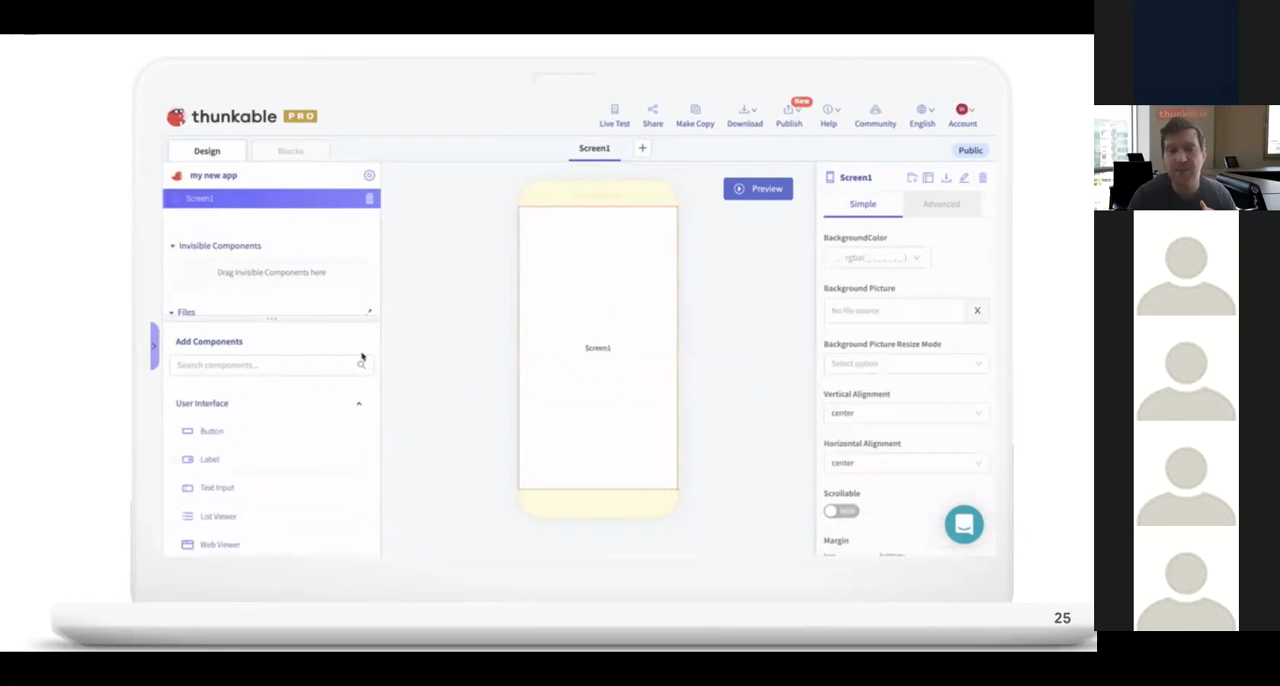 thunkable PRO
Live Test
Share
Make Copy
Download
New
Publish
Help
Community
English
Account
Design
Blocks
Screen1
+
Public
my new app
Screen1
Invisible Components
Drag Invisible Components here
Files
Add Components
Search components...
User Interface
Button
Label
Text Input
List Viewer
Web Viewer
Preview
Screen1
Screen1
Simple
Advanced
BackgroundColor
Background Picture
No file source
X
Background Picture Resize Mode
Select option
Vertical Alignment
center
Horizontal Alignment
center
Scrollable
Margin
25
thunkable